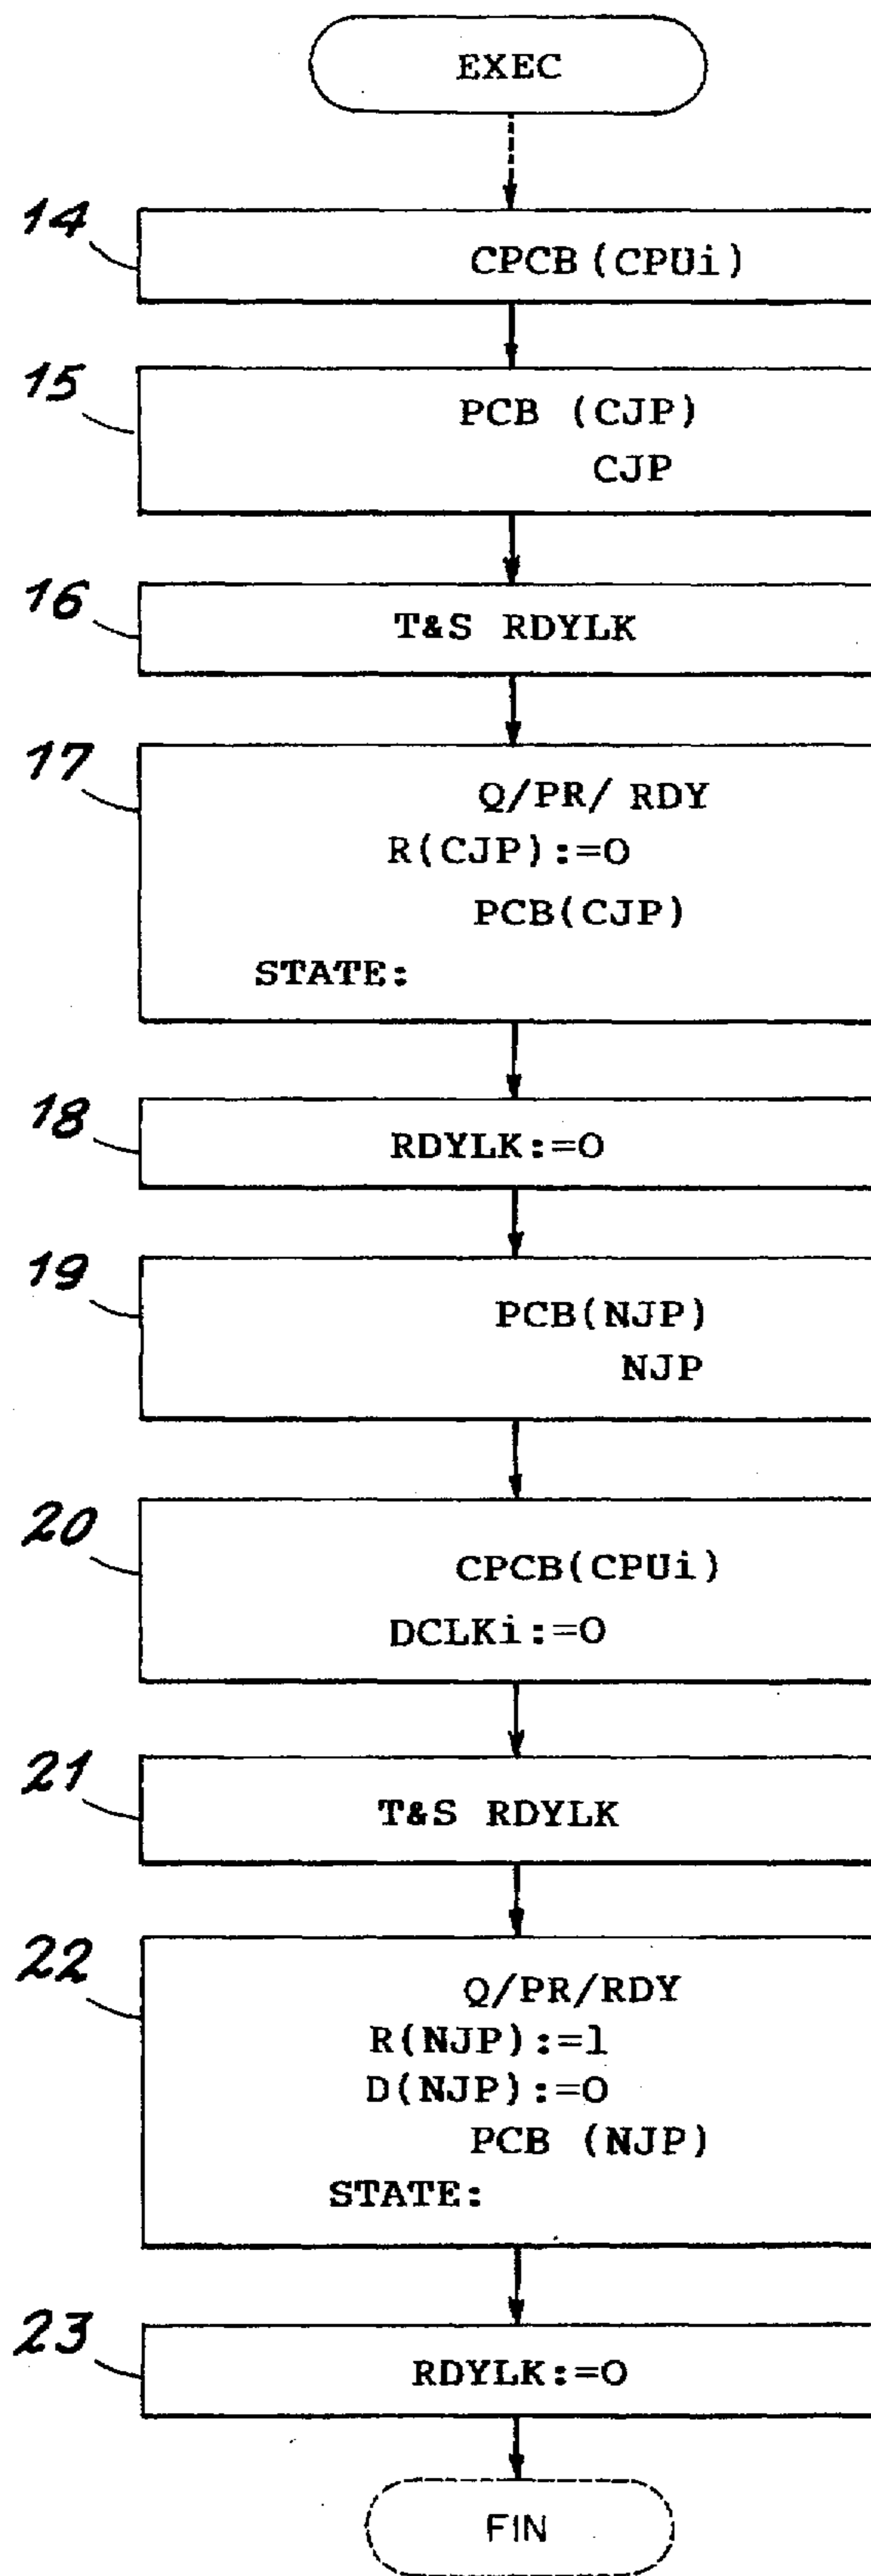 EXEC
14
CPCB (CPUi)
15
PCB (CJP)
CJP
16
T&S RDYLK
17
Q/PR/ RDY
R(CJP):=0
PCB(CJP)
STATE:
18
RDYLK:=0
19
PCB(NJP)
NJP
20
CPCB(CPUi)
DCLKi:=0
21
T&S RDYLK
22
Q/PR/RDY
R(NJP):=1
D(NJP):=0
PCB (NJP)
STATE:
23
RDYLK:=0
FIN